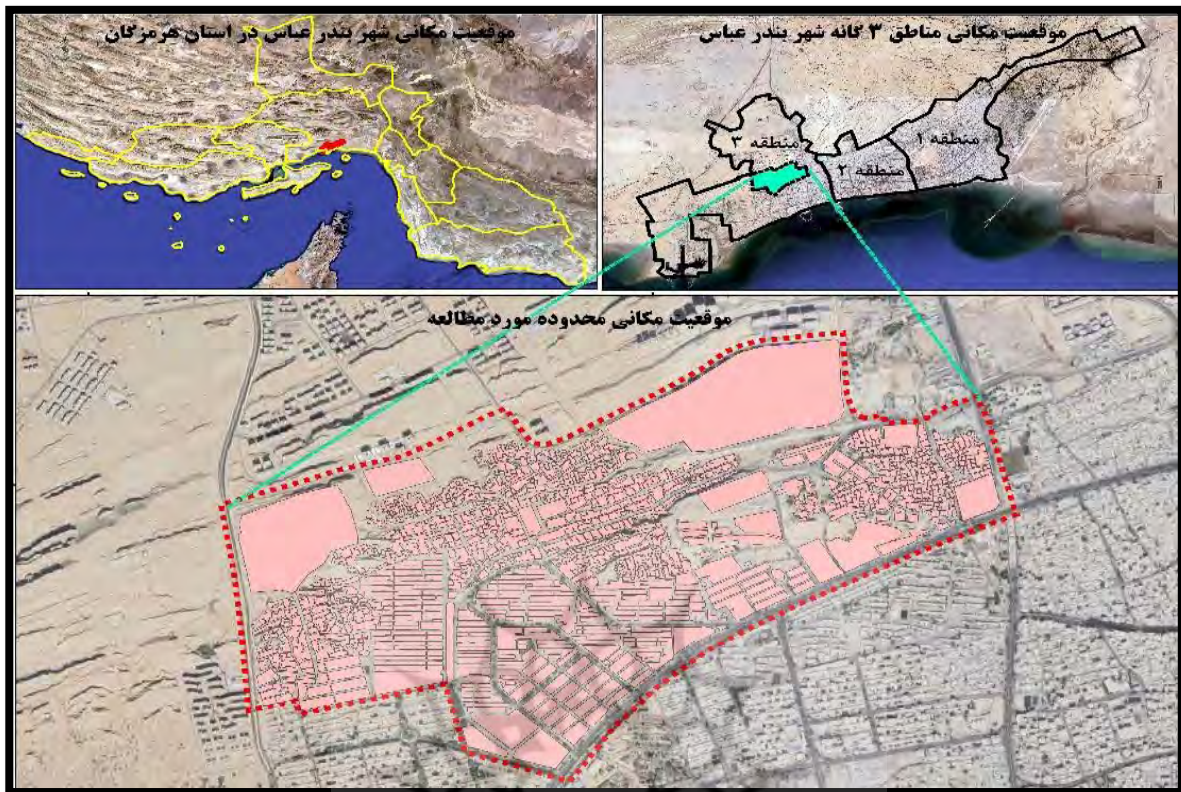 موقعیت مکانی مناطق ۳ گانه شهر بندر عباس
منطقه ۱
منطقه ۲
منطقه ۳
موقعیت مکانی شهر بندر عباس در استان هرمزگان
موقعیت مکانی محدوده مورد مطالعه